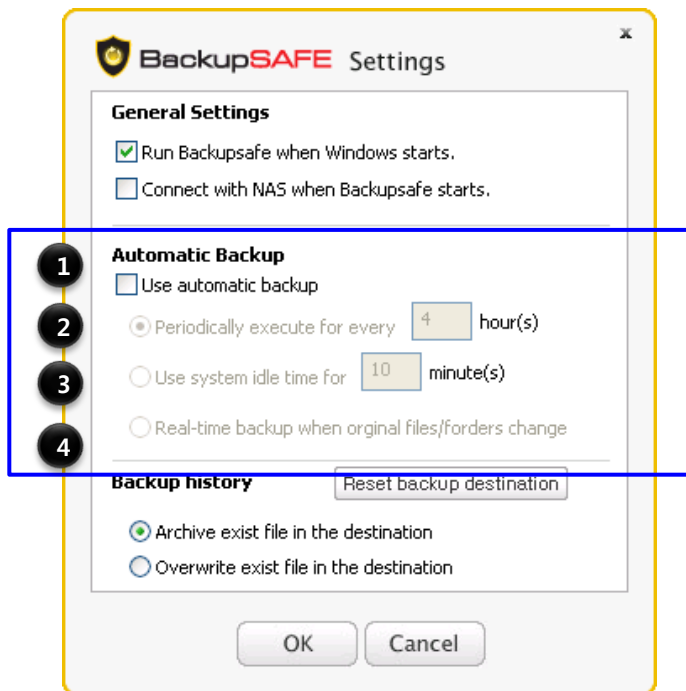 x
BackupSAFE Settings
General Settings
Run Backupsafe when Windows starts.
Connect with NAS when Backupsafe starts.
1 Automatic Backup
Use automatic backup
2 Periodically execute for every 4 hour(s)
3 Use system idle time for 10 minute(s)
4 Real-time backup when orginal files/forders change
Backup history Reset backup destination
Archive exist file in the destination
Overwrite exist file in the destination
OK Cancel